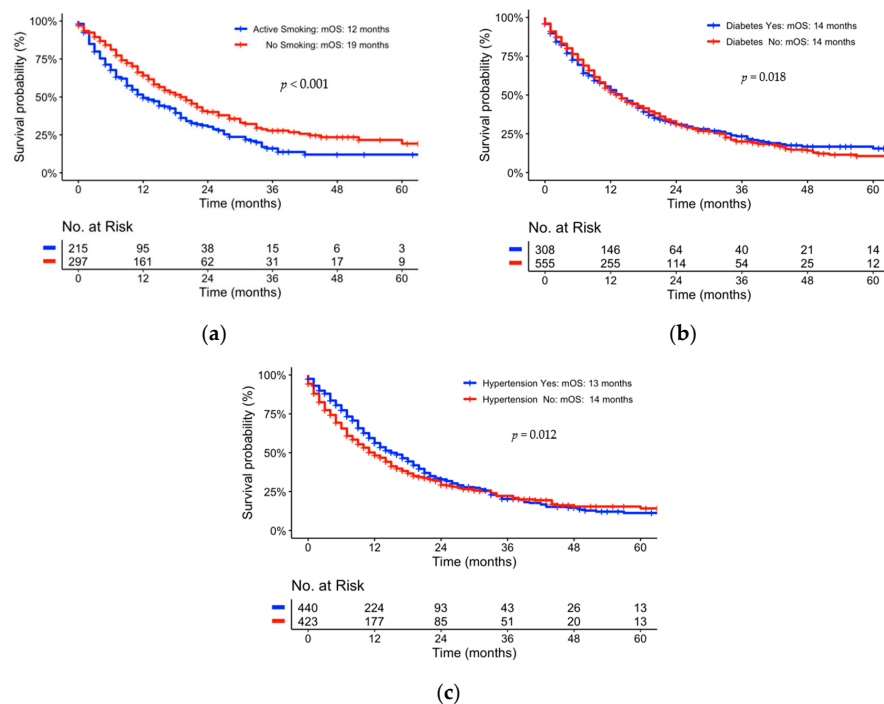 100%
75%
50%
25%
0%
Survival probability (%)
Active Smoking: mOS: 12 months
No Smoking: mOS: 19 months
p < 0.001
0 12 24 36 48 60
Time (months)
No. at Risk
215 95 38 15 6 3
297 161 62 31 17 9
0 12 24 36 48 60
Time (months)
(a)
100%
75%
50%
25%
0%
Survival probability (%)
Diabetes Yes: mOS: 14 months
Diabetes No: mOS: 14 months
p = 0.018
0 12 24 36 48 60
Time (months)
No. at Risk
308 146 64 40 21 14
555 255 114 54 25 12
0 12 24 36 48 60
Time (months)
(b)
100%
75%
50%
25%
0%
Survival probability (%)
Hypertension Yes: mOS: 13 months
Hypertension No: mOS: 14 months
p = 0.012
0 12 24 36 48 60
Time (months)
No. at Risk
440 224 93 43 26 13
423 177 85 51 20 13
0 12 24 36 48 60
Time (months)
(c)